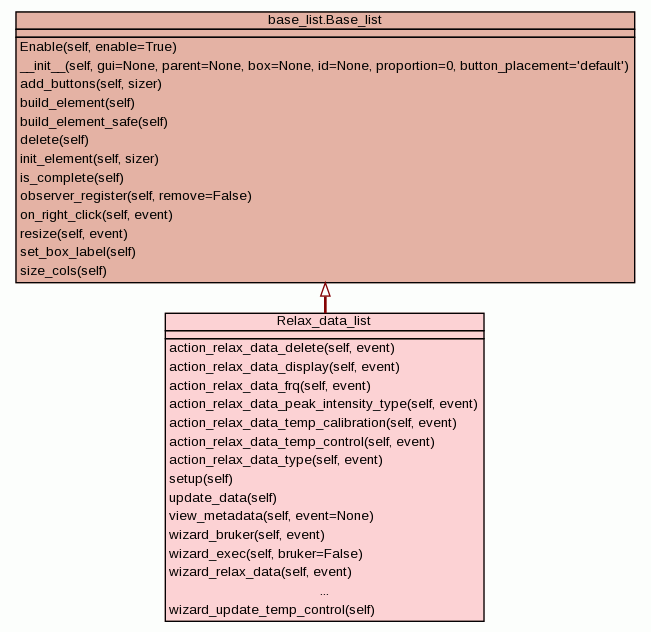 base_list.Base_list
Enable(self, enable=True)
__init__(self, gui=None, parent=None, box=None, id=None, proportion=0, button_placement='default')
add_buttons(self, sizer)
build_element(self)
build_element_safe(self)
delete(self)
init_element(self, sizer)
is_complete(self)
observer_register(self, remove=False)
on_right_click(self, event)
resize(self, event)
set_box_label(self)
size_cols(self)
Relax_data_list
action_relax_data_delete(self, event)
action_relax_data_display(self, event)
action_relax_data_frq(self, event)
action_relax_data_peak_intensity_type(self, event)
action_relax_data_temp_calibration(self, event)
action_relax_data_temp_control(self, event)
action_relax_data_type(self, event)
setup(self)
update_data(self)
view_metadata(self, event=None)
wizard_bruker(self, event)
wizard_exec(self, bruker=False)
wizard_relax_data(self, event)
...
wizard_update_temp_control(self)